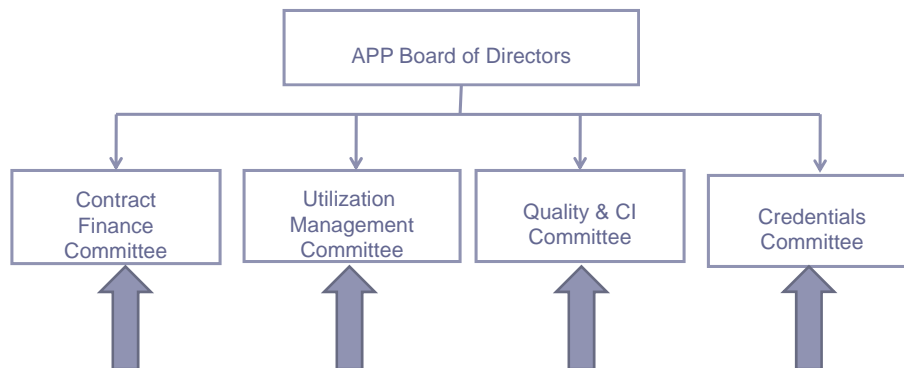 APP Board of Directors
Contract
Finance
Committee
Utilization
Management
Committee
Quality & CI
Committee
Credentials
Committee